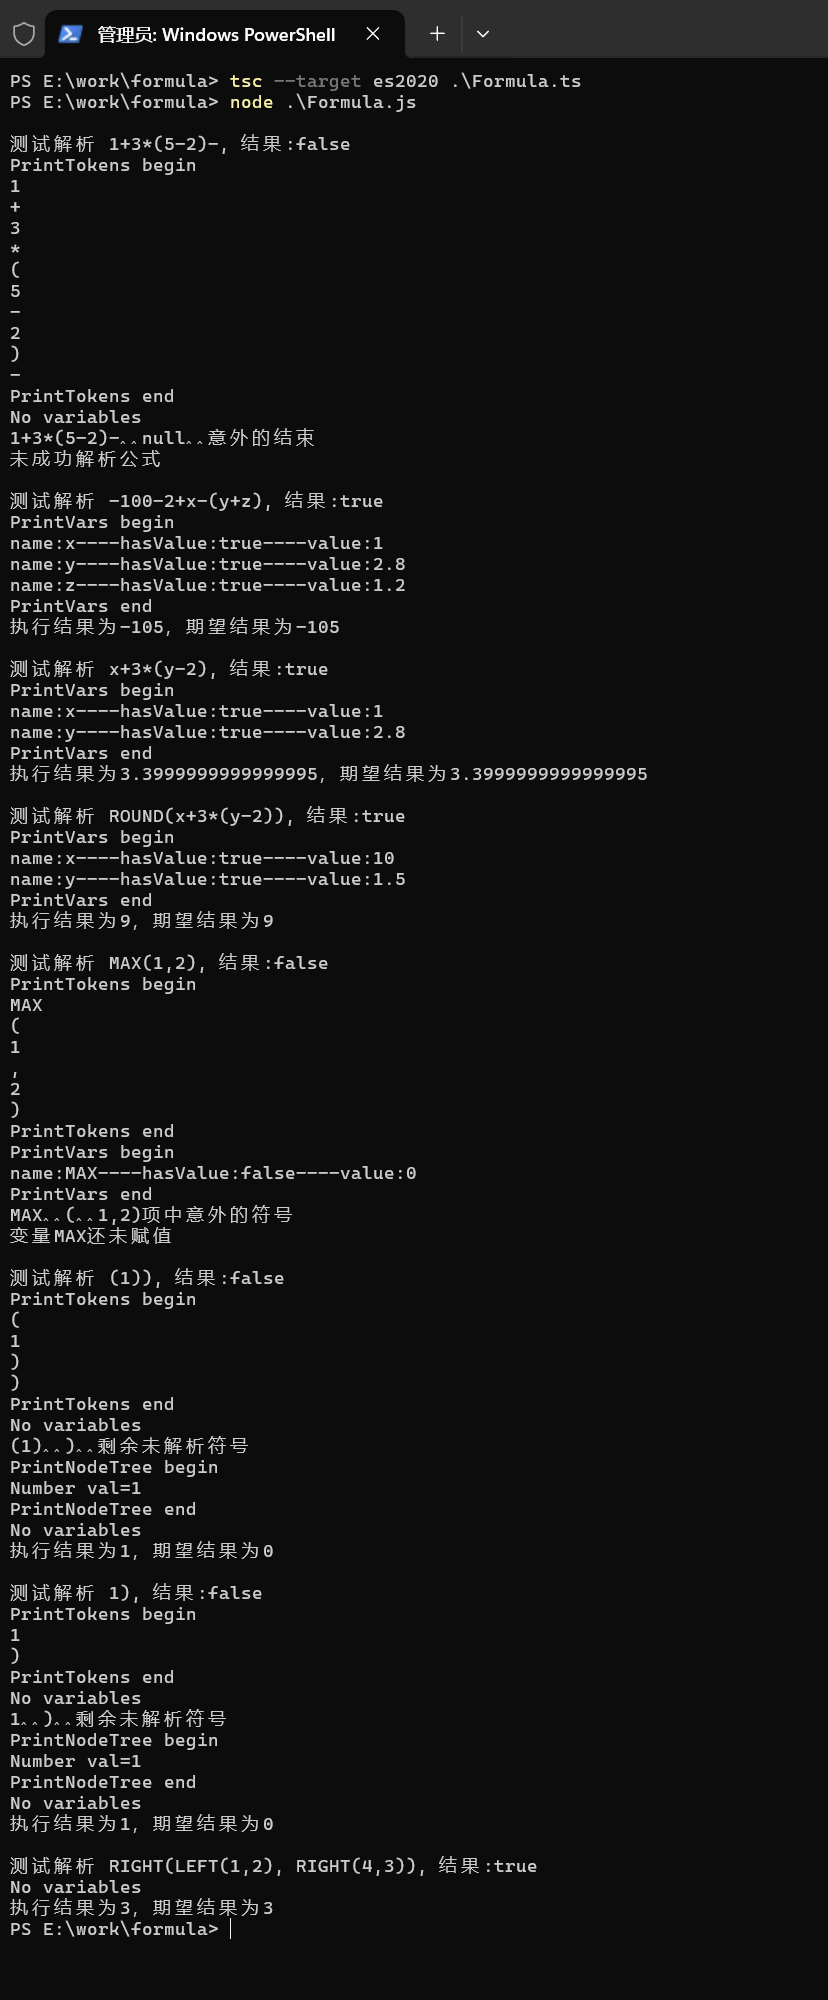 管理员: Windows PowerShell
PS E:\work\formula> tsc --target es2020 .\Formula.ts
PS E:\work\formula> node .\Formula.js
测试解析 1+3*(5-2)-, 结果:false
PrintTokens begin
1
+
3
*
(
5
-
2
)
-
PrintTokens end
No variables
1+3*(5-2)-^^null^^意外的结束
未成功解析公式
测试解析 -100-2+x-(y+z), 结果:true
PrintVars begin
name:x----hasValue:true----value:1
name:y----hasValue:true----value:2.8
name:z----hasValue:true----value:1.2
PrintVars end
执行结果为-105, 期望结果为-105
测试解析 x+3*(y-2), 结果:true
PrintVars begin
name:x----hasValue:true----value:1
name:y----hasValue:true----value:2.8
PrintVars end
执行结果为3.3999999999999995, 期望结果为3.3999999999999995
测试解析 ROUND(x+3*(y-2)), 结果:true
PrintVars begin
name:x----hasValue:true----value:10
name:y----hasValue:true----value:1.5
PrintVars end
执行结果为9, 期望结果为9
测试解析 MAX(1,2), 结果:false
PrintTokens begin
MAX
(
1
,
2
)
PrintTokens end
PrintVars begin
name:MAX----hasValue:false----value:0
PrintVars end
MAX^^(^^1,2)项中意外的符号
变量MAX还未赋值
测试解析 (1)), 结果:false
PrintTokens begin
(
1
)
)
PrintTokens end
No variables
(1)^^)^^剩余未解析符号
PrintNodeTree begin
Number val=1
PrintNodeTree end
No variables
执行结果为1, 期望结果为0
测试解析 1), 结果:false
PrintTokens begin
1
)
PrintTokens end
No variables
1^^)^^剩余未解析符号
PrintNodeTree begin
Number val=1
PrintNodeTree end
No variables
执行结果为1, 期望结果为0
测试解析 RIGHT(LEFT(1,2), RIGHT(4,3)), 结果:true
No variables
执行结果为3, 期望结果为3
PS E:\work\formula>